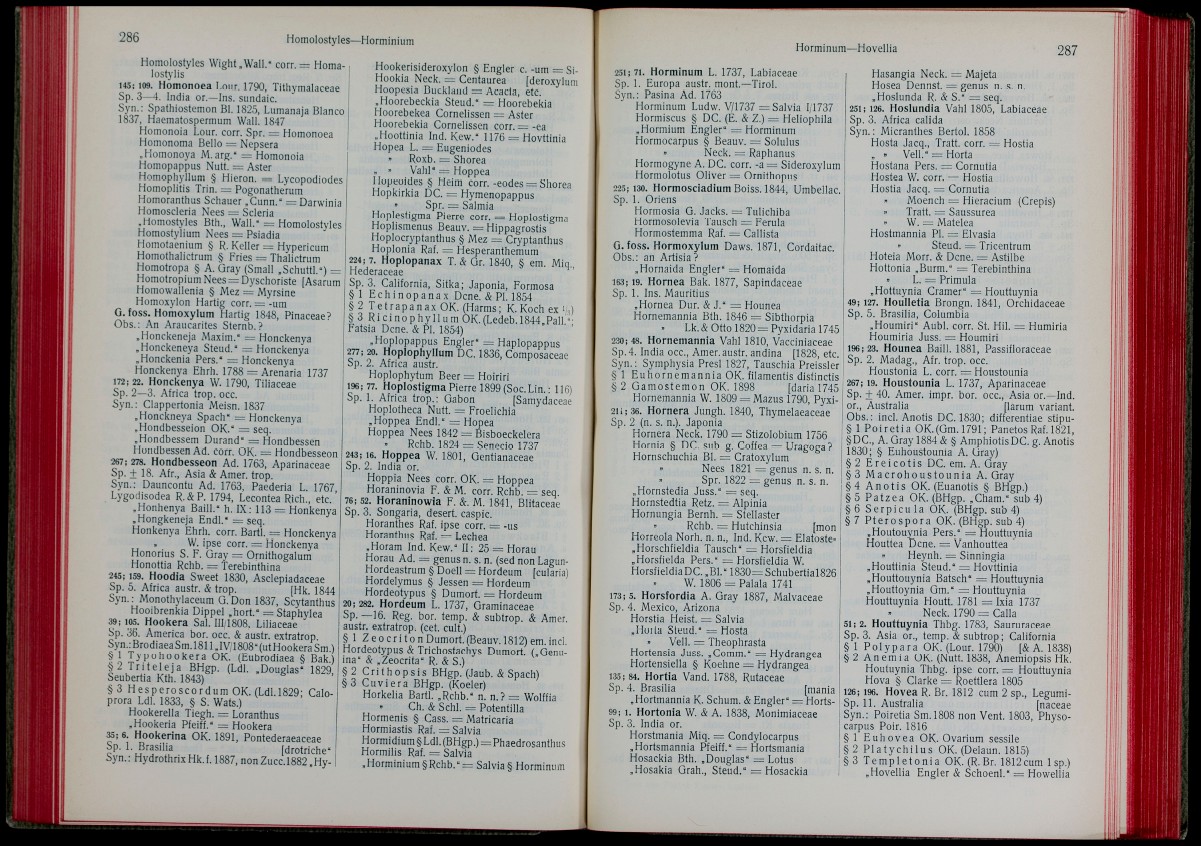 286
Homolostyles—Horminium
Homolostyles Wight „Wall.“ corr. = Homa-
lostylis
145; 109. Homonoea Lour. 1790, Tithymalaceae
Sp. 3—4. India or.—Ins. sundaic.
Syn.: Spathiostemon Bl. 1825, Lumanaja Blanco
1837, Haematospermum Wall. 1847
Homonoia Lour. corr. Spr. = Homonoea
Homonoma Bello = Nepsera
„Homonoya M. arg.“ = Homonoia
Homopappus Nutt. = Aster
Homophyllum § Hieron. = Lycopodiodes
Homoplitis Trin. = Pogonatherum
Homoranthus Schauer „Cunn.“ = Darwinia
Homoscleria Nees = Scleria
„Homostyles Bth., Wall.“ = Homolostyles
Homostylium Nees = Psiadia
Homotaenium § R. Keller = Hypericum
Homothalictrum § Fries = Thalictrum
Homotropa § A. Gray (Small „Schuttl.“) =
Homotropium Nees = Dyschoriste [Asarum
Homowallenia § Mez = Myrsine
Homoxylon Hartig corr. = -um
G. foss. Homoxylum Hartig 1848, Pinaceae?
Obs.: An Araucarites Sternb.?
„Honckeneja Maxim.“ = Honckenya
„Honckeneya Steud.“ = Honckenya
„Honckenia Pers.“ = Honckenya
Honckenya Ehrh. 1788 = Arenaria 1737
172; 22. Honckenya W. 1790, Tiliaceae
Sp. 2—3. Africa trop. occ.
Syn.: Clappertonia Meisn. 1837
„Honckneya Spach“ = Honckenya
„Hondbesseion OK.“ = seq.
„Hondbessem Durand“ = Hondbessen
Hondbessen Ad. corr. OK. = Hondbesseon
267; 278. Hondbesseon Ad. 1763, Aparinaceae
Sp. ± 18. Afr., Asia & Amer. trop.
Syn.: Dauncontu Ad. 1763, Paederia L. 1767,
Lygodisodea R. & P. 1794, Lecontea Rich., etc.
„Honhenya Baill.“ h. IX: 113 = Honkenya
„Hongkeneja Endl.“ = seq.
Honkenya Ehrh. corr. Bartl. = Honckenya
„ W. ipse corr. = Honckenya
Honorius S. F. Gray = Ornithogalum
Honottia Rchb. = Terebinthina
245; 159. Hoodia Sweet 1830, Asclepiadaceae
Sp. 5. Africa austr. & trop. [Hk. 1844
Syn.: Monothylaceum G. Don 1837, Scytanthus
Hooibrenkia Dippel „hort.“ = Staphylea
39; 105. Hookera Sal. III/1808, Liliaceae
Sp. 36. America bor. occ. & austr. extratrop.
Syn.: Brodiaea Sm. 1811 „IV/1808“ (ut Hookera Sm.)
§ 1 Typuhookera OK. (Eubrodiaea § Bak.)
§ 2 Triteleja BHgp. (Ldl. „Douglas“ 1829,
Seubertia Kth. 1843)
§ 3 Hesperoscordum OK. (Ldl. 1829; Calo-
prora Ldl. 1833, § S. Wats.)
Hookerella Tiegh. = Loranthus
„Hookeria Pfeiff.“ = Hookera
35; 6. Hookerina OK. 1891, Pontederaeaceae
Sp. 1. Brasilia [drotriche“
Syn.: Hydrothrix Hk. f. 1887, non Zucc. 1882 „Hy-
Hookerisideroxylon § Engler c. -um = Si-
Hookia Neck. = Centaurea [deroxylum
Hoopesia Buckland = Acacia, etc.
„Hoorebeckia Steud.“ = Hoorebekia
Hoorebekea Cornelissen = Aster
Hoorebekia Cornelissen corr. = -ea
„Hoottinia Ind. Kew.“ 1176 = Hovttinia
Hopea L. = Eugeniodes
„ Roxb. = Shorea
„ „ Vahl“ = Hoppea
Hopeoides § Heim corr. -eodes = Shorea
Hopkirkia DC. = Hymenopappus
„ Spr. = Salmia
Hoplestigma Pierre corr. = Hoplostigma
Hoplismenus Beauv. = Hippagrostis
Hoplocryptanthus § Mez = Cryptanthus
Hoplonia Raf. = Hesperanthemum
224; 7. Hoplopanax T. & Gr. 1840, § em. Miq.,
Hederaceae
Sp. 3. California, Sitka; Japonia, Formosa
§ 1 Echinopanax Dcne. & Pl. 1854
§ 2 Tetrapanax OK. (Harms; K. Koch ex
§ 3 Ricinophyllum OK. (Ledeb. 1844 „Pall.“;
Fatsia Dcne. & Pl. 1854)
„Hoplopappus Engler“ = Haplopappus
277; 20. Hoplophyllum DC. 1836, Composaceae
Sp. 2. Africa austr.
Hoplophytum Beer = Hoiriri
196; 77. Hoplostigma Pierre 1899 (Soc. Lin.: 116)
Sp. 1. Africa trop.: Gabon [Samydaceae
Hoplotheca Nutt. = Froelichia
„Hoppea Endl.“ = Hopea
Hoppea Nees 1842 = Bisboeckelera
„ Rchb. 1824 = Senecio 1737
243; 16. Hoppea W. 1801, Gentianaceae
Sp. 2. India or.
Hoppia Nees corr. OK. = Hoppea
Horaninovia F. & M. corr. Rchb. = seq.
76; 52. Horaninowia F. &. M. 1841, Blitaceae
Sp. 3. Songaria, desert. caspic.
Horanthes Raf. ipse corr. = -us
Horanthus Raf. = Lechea
„Horam Ind. Kew.“ II: 25 = Horau
Horau Ad. = genus n. s. n. (sed non Lagun-
Hordeastrum § Doell = Hordeum [cularia)
Hordelymus § Jessen = Hordeum
Hordeotypus § Dumort. = Hordeum
20; 282. Hordeum L. 1737, Graminaceae
Sp. —16. Reg. bor. temp. & subtrop. & Amer.
austr. extratrop. (cet. cult.)
§ 1 Zeocriton Dumort. (Beauv. 1812) em. incl.
Hordeotypus & Trichostachys Dumort. („Genu-
ina“ & „Zeocrita“ R. & S.)
§ 2 Crithopsis BHgp. (Jaub. & Spach)
§ 3 Cuviera BHgp. (Koeler)
Horkelia Bartl. „Rchb.“ n. n.? = Wolffia
„ Ch. & Schl. = Potentilla
Hormenis § Cass. = Matricaria
Hormiastis Raf. = Salvia
Hormidium § Ldl. (BHgp.) = Phaedrosanthus
Hormilis Raf. = Salvia
„Horminium § Rchb.“ = Salvia § Horminum
Horminum—Hovellia
287
251; 71. Horminum L. 1737, Labiaceae
Sp. 1. Europa austr. mont.—Tirol.
Syn.: Pasina Ad. 1763
Horminum Ludw. V/1737 = Salvia I/1737
Hormiscus § DC. (E. & Z.) = Heliophila
„Hormium Engler“ = Horminum
Hormocarpus § Beauv. = Solulus
„ Neck. = Raphanus
Hormogyne A. DC. corr. -a = Sideroxylum
Hormolotus Oliver = Ornithopus
225; 130. Hormosciadium Boiss. 1844, Umbellac.
Sp. 1. Oriens
Hormosia G. Jacks. = Tulichiba
Hormosolevia Tausch = Ferula
Hormostemma Raf. = Callista
G. foss. Hormoxylum Daws. 1871, Cordaitac.
Obs.: an Artisia?
„Hornaida Engler“ = Homaida
163; 19. Hornea Bak. 1877, Sapindaceae
Sp. 1. Ins. Mauritius
„Hornea Dur. & J.“ = Hounea
Hornemannia Bth. 1846 = Sibthorpia
„ Lk. & Otto 1820 = Pyxidaria 1745
230; 48. Hornemannia Vahl 1810, Vacciniaceae
Sp. 4. India occ., Amer. austr. andina [1828, etc.
Syn.: Symphysia Presl 1827, Tauschia Preissler
§ 1 Euhornemannia OK. filamentis distinctis
§ 2 Gamostemon OK. 1898 [daria 1745
Hornemannia W. 1809 = Mazus 1790, Pyxi-
211; 36. Hornera Jungh. 1840, Thymelaeaceae
Sp. 2 (n. s. n.). Japonia
Hornera Neck. 1790 = Stizolobium 1756
Hornia § DC. sub g. Coffea = Uragoga?
Hornschuchia Bl. = Cratoxylum
„ Nees 1821 = genus n. s. n.
„ Spr. 1822 = genus n. s. n.
„Hornstedia Juss.“ = seq.
Hornstedtia Retz. = Alpinia
Hornungia Bernh. = Stellaster
„ Rchb. = Hutchinsia [mon
Horreola Norh. n. n., Ind. Kew. = Elatoste-
„Horschfieldia Tausch“ = Horsfieldia
„Horsfielda Pers.“ = Horsfieldia W.
Horsfieldia DC. „Bl.“ 1830 = Schubertia 1826
„ W. 1806 = Palala 1741
173; 5. Horsfordia A. Gray 1887, Malvaceae
Sp. 4. Mexico, Arizona
Horstia Heist. = Salvia
„Horta Steud.“ = Hosta
„ Vell. = Theophrasta
Hortensia Juss. „Comm.“ = Hydrangea
Hortensiella § Koehne = Hydrangea
135; 84. Hortia Vand. 1788, Rutaceae
Sp. 4. Brasilia [mania
„Hortmannia K. Schum. & Engler“ = Horts-
99; 1. Hortonia W. & A. 1838, Monimiaceae
Sp. 3. India or.
Horstmania Miq. = Condylocarpus
„Hortsmannia Pfeiff.“ = Hortsmania
Hosackia Bth. „Douglas“ = Lotus
„Hosakia Grah., Steud.“ = Hosackia
Hasangia Neck. = Majeta
Hosea Dennst. = genus n. s. n.
„Hoslunda R. & S.“ = seq.
251; 126. Hoslundia Vahl 1805, Labiaceae
Sp. 3. Africa calida
Syn.: Micranthes Bertol. 1858
Hosta Jacq., Tratt. corr. = Hostia
„ „ Vell.“ = Horta
Hostana Pers. = Cornutia
Hostea W. corr. = Hostia
Hostia Jacq. = Cornutia
„ Moench = Hieracium (Crepis)
„ Tratt. = Saussurea
„ W. = Matelea
Hostmannia Pl. = Elvasia
„ Steud. = Tricentrum
Hoteia Morr. & Dcne. = Astilbe
Hottonia „Burm.“ = Terebinthina
„ L. = Primula
„Hottuynia Cramer“ = Houttuynia
49; 127. Houlletia Brongn. 1841, Orchidaceae
Sp. 5. Brasilia, Columbia
„Houmiri“ Aubl. corr. St. Hil. = Humiria
Houmiria Juss. = Houmiri
196; 23. Hounea Baill. 1881, Passifloraceae
Sp. 2. Madag., Afr. trop. occ.
Houstonia L. corr. = Houstounia
267; 19. Houstounia L. 1737, Aparinaceae
Sp. ± 40. Amer. impr. bor. occ., Asia or.—Ind.
or., Australia [larum variant.
Obs.: incl. Anotis DC. 1830; differentiae stipu-
§ 1 Poiretia OK. (Gm. 1791; Panetos Raf. 1821,
§ DC., A. Gray 1884 & § Amphiotis DC. g. Anotis
1830; § Euhoustounia A. Gray)
§ 2 Ereicotis DC. em. A. Gray
§ 3 Macrohoustounia A. Gray
§ 4 Anotis OK. (Euanotis § BHgp.)
§ 5 Patzea OK. (BHgp. „Cham.“ sub 4)
§ 6 Serpicula OK. (BHgp. sub 4)
§ 7 Pterospora OK. (BHgp. sub 4)
„Houtouynia Pers.“ = Houttuynia
Houttea Dcne. = Vanhouttea
„ Heynh. = Sinningia
„Houttinia Steud.“ = Hovttinia
„Houttouynia Batsch“ = Houttuynia
„Houttoynia Gm.“ = Houttuynia
Houttuynia Houtt. 1781 = Ixia 1737
„ Neck. 1790 = Calla
51; 2. Houttuynia Thbg. 1783, Saururaceae
Sp. 3. Asia or., temp. & subtrop; California
§ 1 Polypara OK. (Lour. 1790) [& A. 1838)
§ 2 Anemia OK. (Nutt. 1838, Anemiopsis Hk.
Houtuynia Thbg. ipse corr. = Houttuynia
Hova § Clarke = Roettlera 1805
126; 196. Hovea R. Br. 1812 cum 2 sp., Legumi-
Sp. 11. Australia [naceae
Syn.: Poiretia Sm. 1808 non Vent. 1803, Physo-
carpus Poir. 1816
§ 1 Euhovea OK. Ovarium sessile
§ 2 Platychilus OK. (Delaun. 1815)
§ 3 Templetonia OK. (R. Br. 1812 cum 1 sp.)
„Hovellia Engler & Schoenl.“ = Howellia